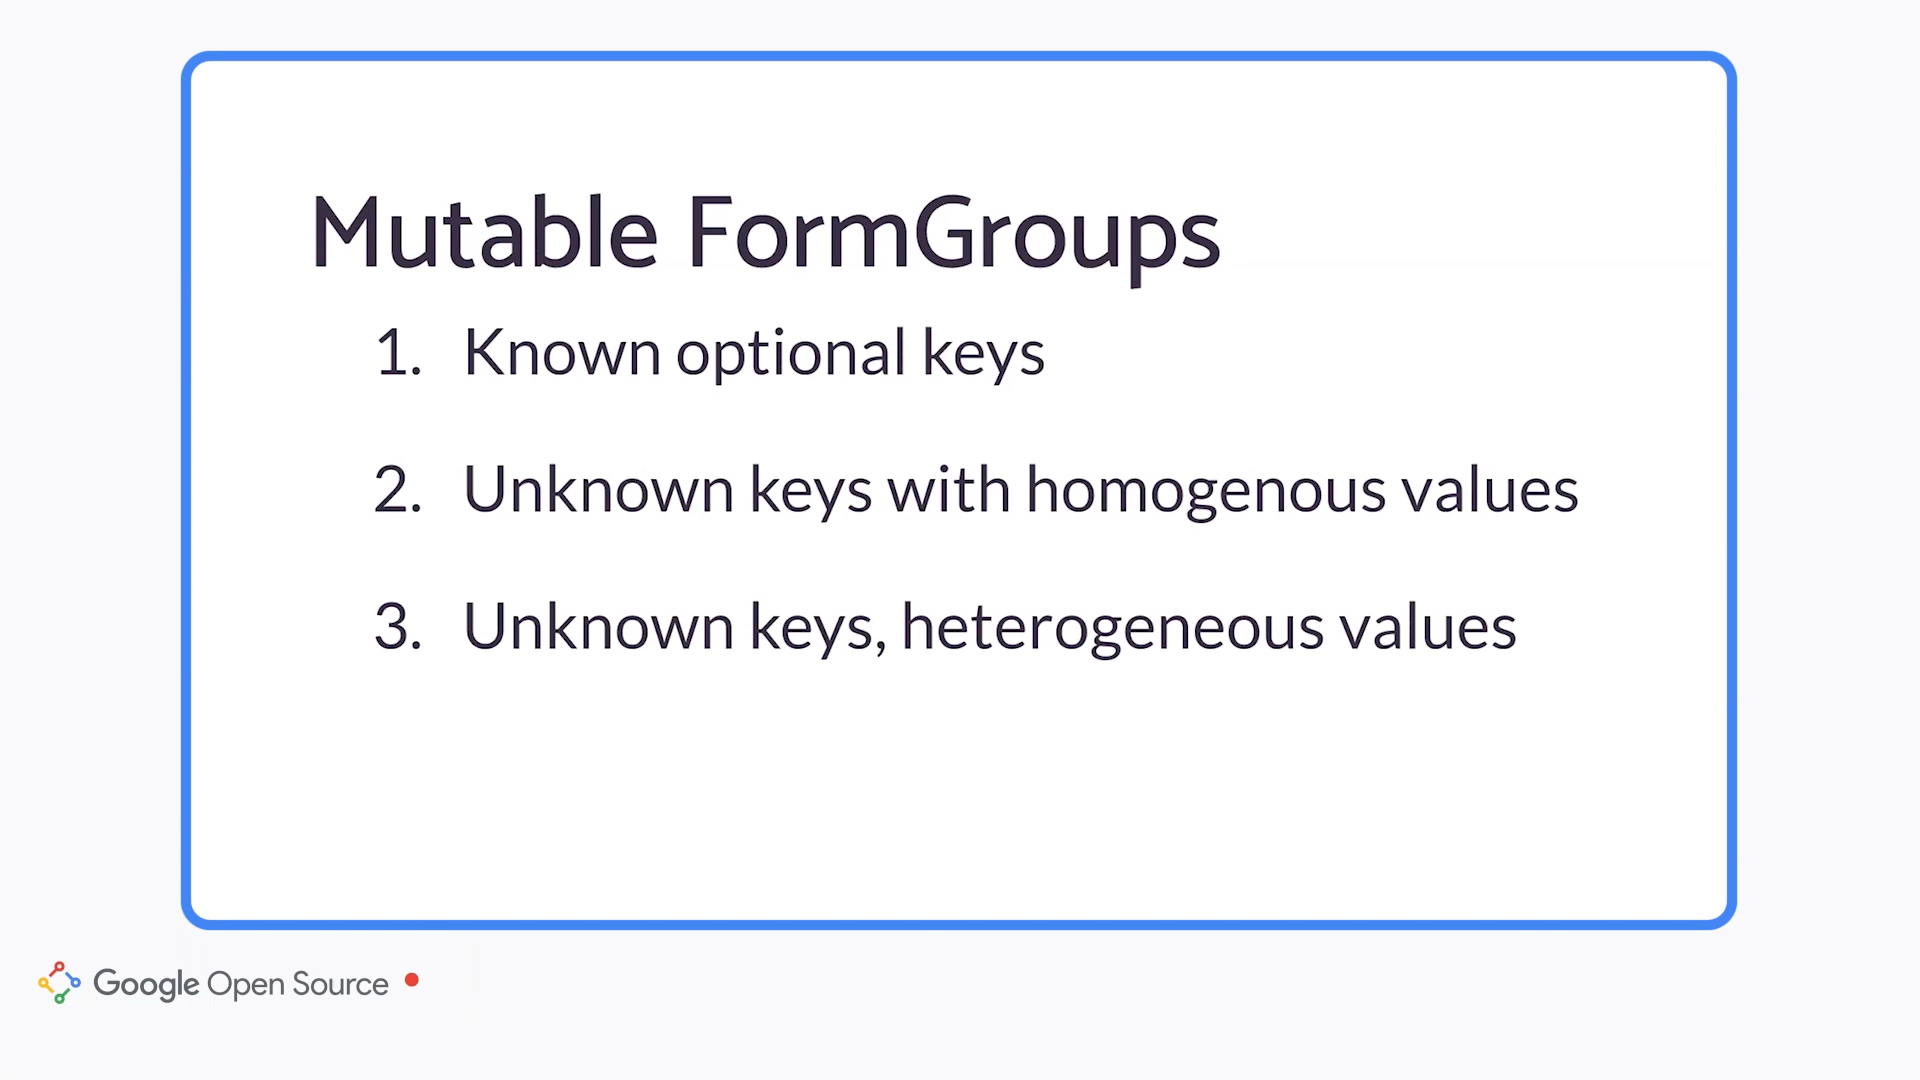 Mutable FormGroups
1. Known optional keys
2. Unknown keys with homogenous values
3. Unknown keys, heterogeneous values
Google Open Source